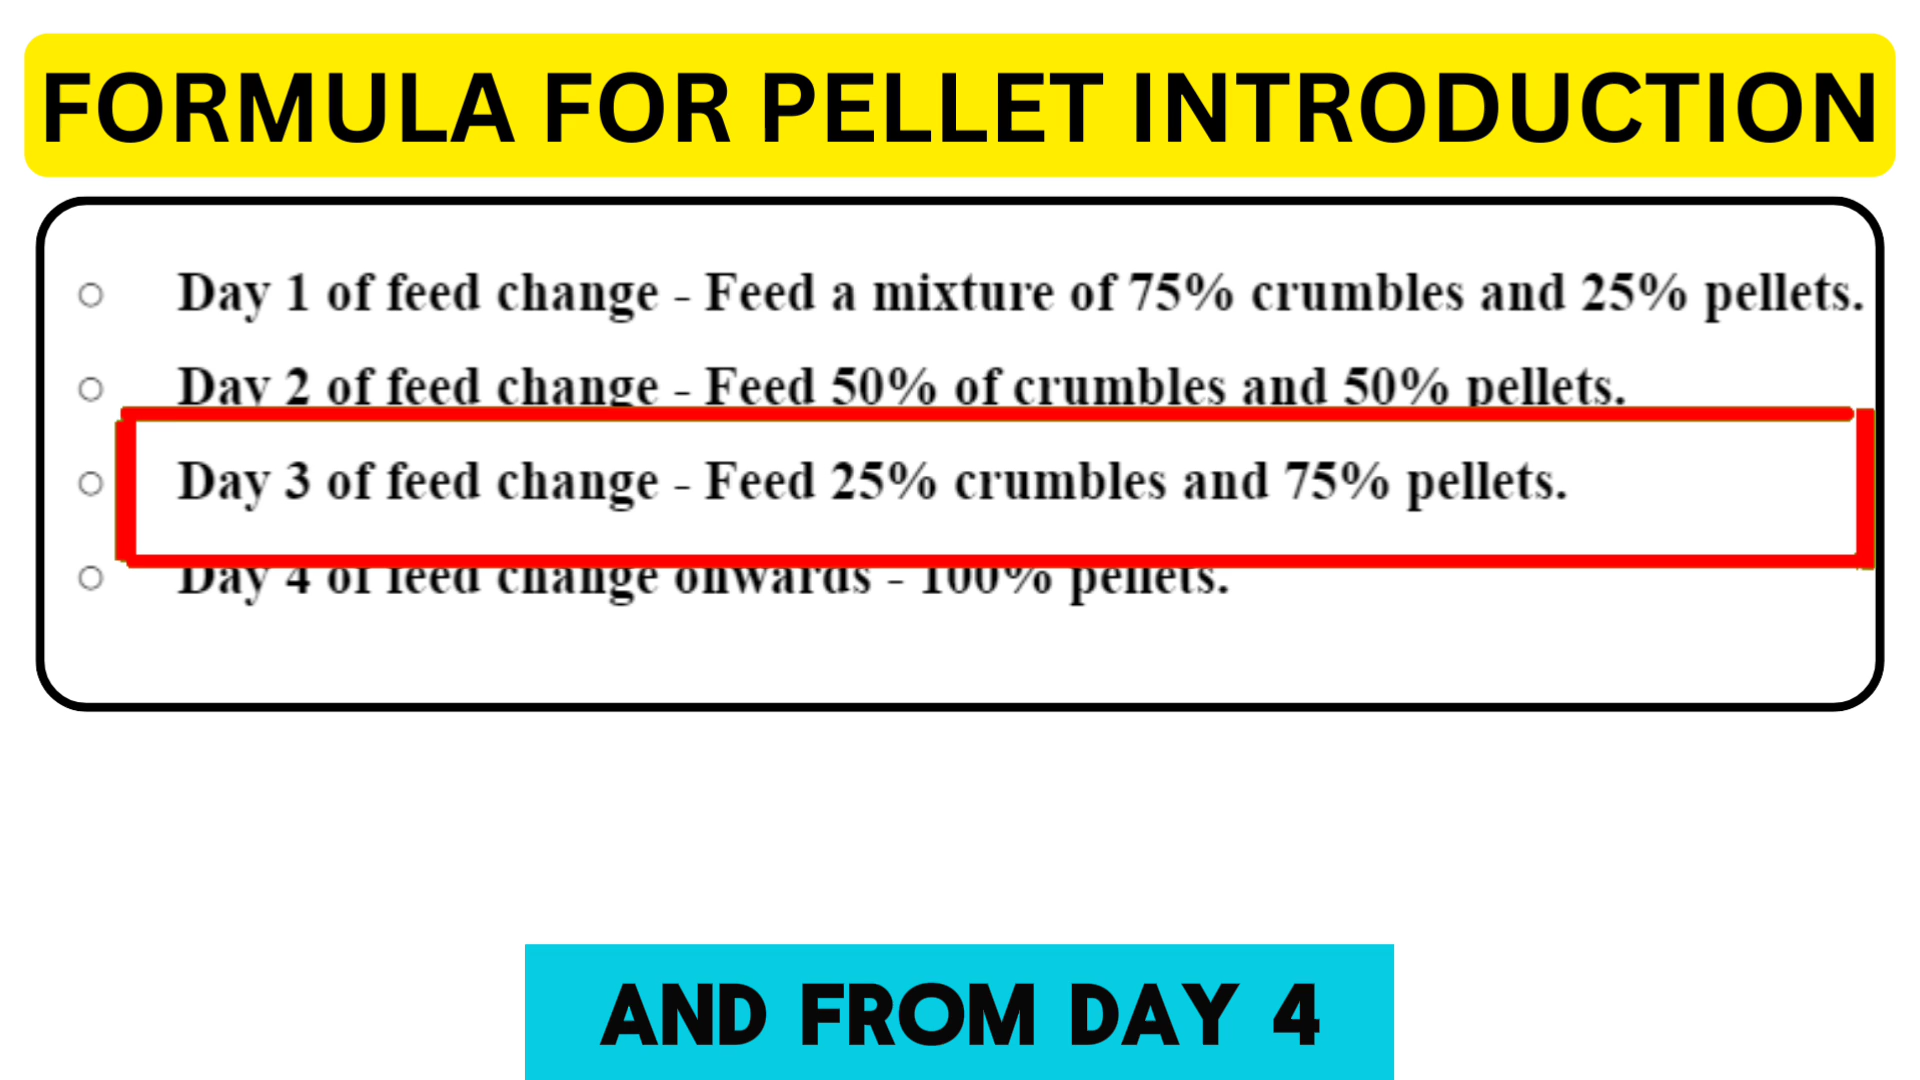 FORMULA FOR PELLET INTRODUCTION
Day 1 of feed change - Feed a mixture of 75% crumbles and 25% pellets.
Day 2 of feed change - Feed 50% of crumbles and 50% pellets.
Day 3 of feed change - Feed 25% crumbles and 75% pellets.
Day 4 of feed change onwards - 100% pellets.
AND FROM DAY 4